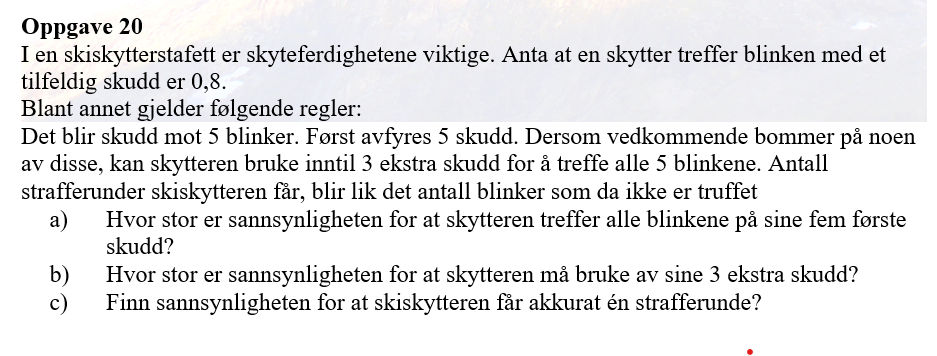 Oppgave 20
I en skiskytterstafett er skyteferdighetene viktige. Anta at en skytter treffer blinken med et
tilfeldig skudd er 0,8.
Blant annet gjelder følgende regler:
Det blir skudd mot 5 blinker. Først avfyres 5 skudd. Dersom vedkommende bommer på noen
av disse, kan skytteren bruke inntil 3 ekstra skudd for å treffe alle 5 blinkene. Antall
strafferunder skiskytteren får, blir lik det antall blinker som da ikke er truffet
a) Hvor stor er sannsynligheten for at skytteren treffer alle blinkene på sine fem første
skudd?
b) Hvor stor er sannsynligheten for at skytteren må bruke av sine 3 ekstra skudd?
c) Finn sannsynligheten for at skiskytteren får akkurat én strafferunde?